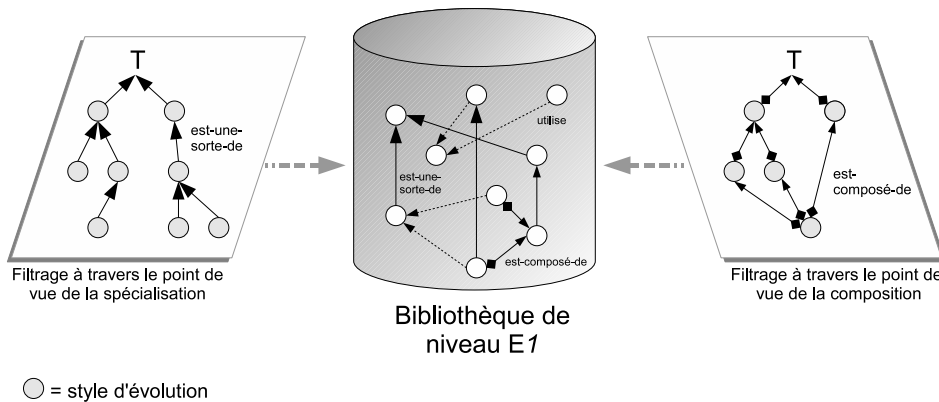 T
est-une-
sorte-de
Filtrage à travers le point de
vue de la spécialisation
utilise
est-une-
sorte-de
est-composé-de
Bibliothèque de
niveau E1
T
est-
composé-de
Filtrage à travers le point de
vue de la composition
= style d'évolution